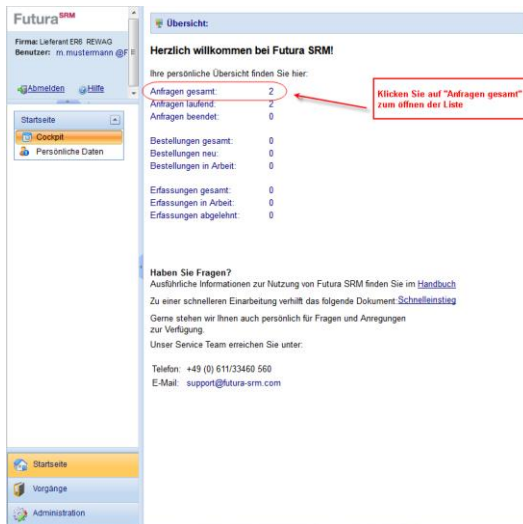 Futura SRM
Firma: Lieferant ER6 REWAG
Benutzer: m.mustermann @F
Abmelden Hilfe
Startseite
Cockpit
Persönliche Daten
Startseite
Vorgänge
Administration
Übersicht:
Herzlich willkommen bei Futura SRM!
Ihre persönliche Übersicht finden Sie hier:
Anfragen gesamt: 2
Anfragen laufend: 2
Anfragen beendet: 0
Bestellungen gesamt: 0
Bestellungen neu: 0
Bestellungen in Arbeit: 0
Erfassungen gesamt: 0
Erfassungen in Arbeit: 0
Erfassungen abgelehnt: 0
Klicken Sie auf "Anfragen gesamt"
zum öffnen der Liste
Haben Sie Fragen?
Ausführliche Informationen zur Nutzung von Futura SRM finden Sie im Handbuch
Zu einer schnelleren Einarbeitung verhilft das folgende Dokument: Schnelleinstieg
Gerne stehen wir Ihnen auch persönlich für Fragen und Anregungen
zur Verfügung.
Unser Service Team erreichen Sie unter:
Telefon: +49 (0) 611/33460 560
E-Mail: support@futura-srm.com